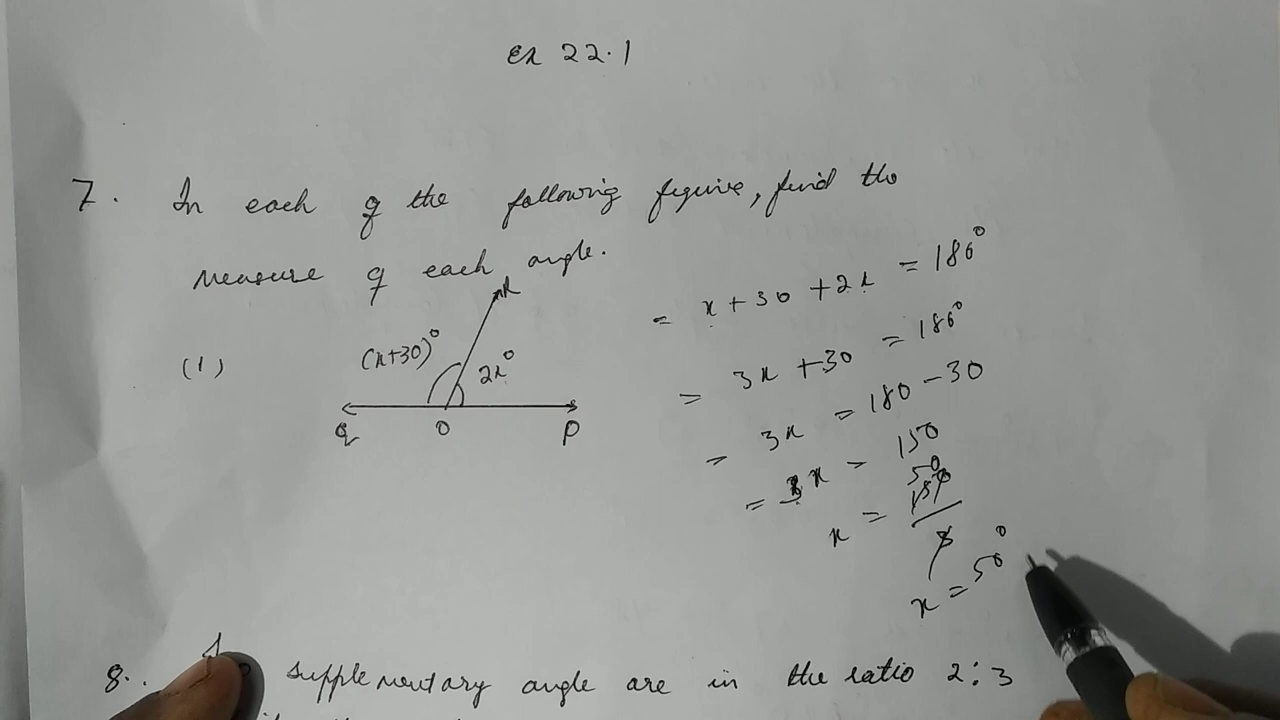 Ex 22.1
7. In each of the following figure, find the
measure of each angle.
(1)
(x+30)°
2x°
R
Q O P
= x + 30 + 2x = 180°
= 3x + 30 = 180°
= 3x = 180 - 30
= 3x = 150
50
x = 150/3
x = 50°
8. supplementary angle are in the ratio 2:3